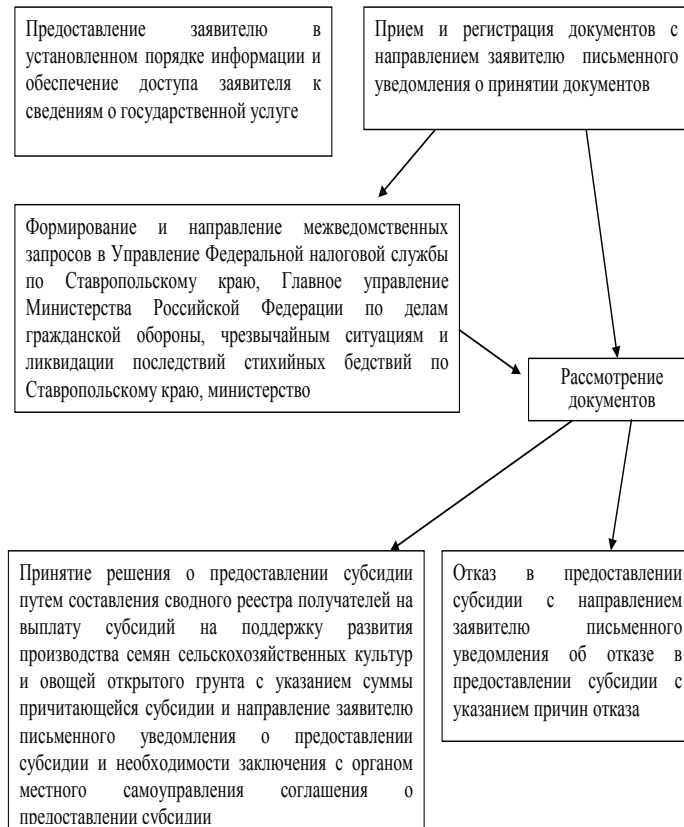 Предоставление заявителю в
установленном порядке информации и
обеспечение доступа заявителя к
сведениям о государственной услуге
Прием и регистрация документов с
направлением заявителю письменного
уведомления о принятии документов
Формирование и направление межведомственных
запросов в Управление Федеральной налоговой службы
по Ставропольскому краю, Главное управление
Министерства Российской Федерации по делам
гражданской обороны, чрезвычайным ситуациям и
ликвидации последствий стихийных бедствий по
Ставропольскому краю, министерство
Рассмотрение
документов
Принятие решения о предоставлении субсидии
путем составления сводного реестра получателей на
выплату субсидий на поддержку развития
производства семян сельскохозяйственных культур
и овощей открытого грунта с указанием суммы
причитающейся субсидии и направление заявителю
письменного уведомления о предоставлении
субсидии и необходимости заключения с органом
местного самоуправления соглашения о
предоставлении субсидии
Отказ в предоставлении
субсидии с направлением
заявителю письменного
уведомления об отказе в
предоставлении субсидии с
указанием причин отказа